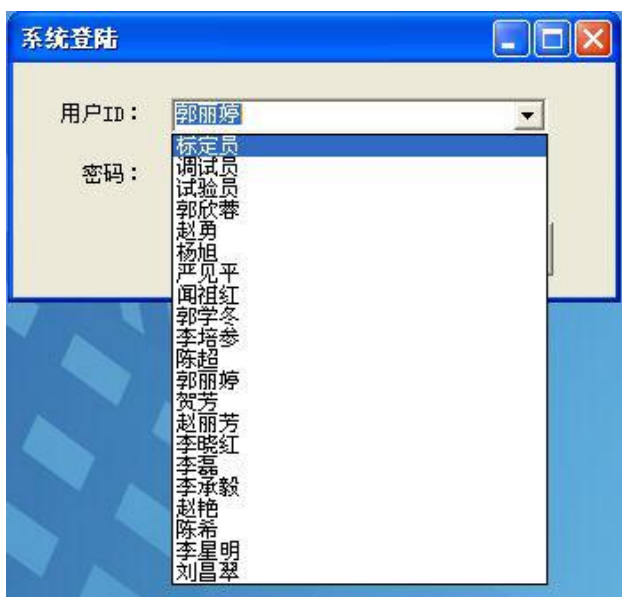 系统登陆
用户ID：
郭丽婷
密码：
标定员
调试员
试验员
郭欣蓉
赵勇
杨旭
严见平
闻祖红
郭学冬
李培参
陈超
郭丽婷
贺芳
赵丽芳
李晓红
李磊
李承毅
赵艳
陈希
李星明
刘昌翠